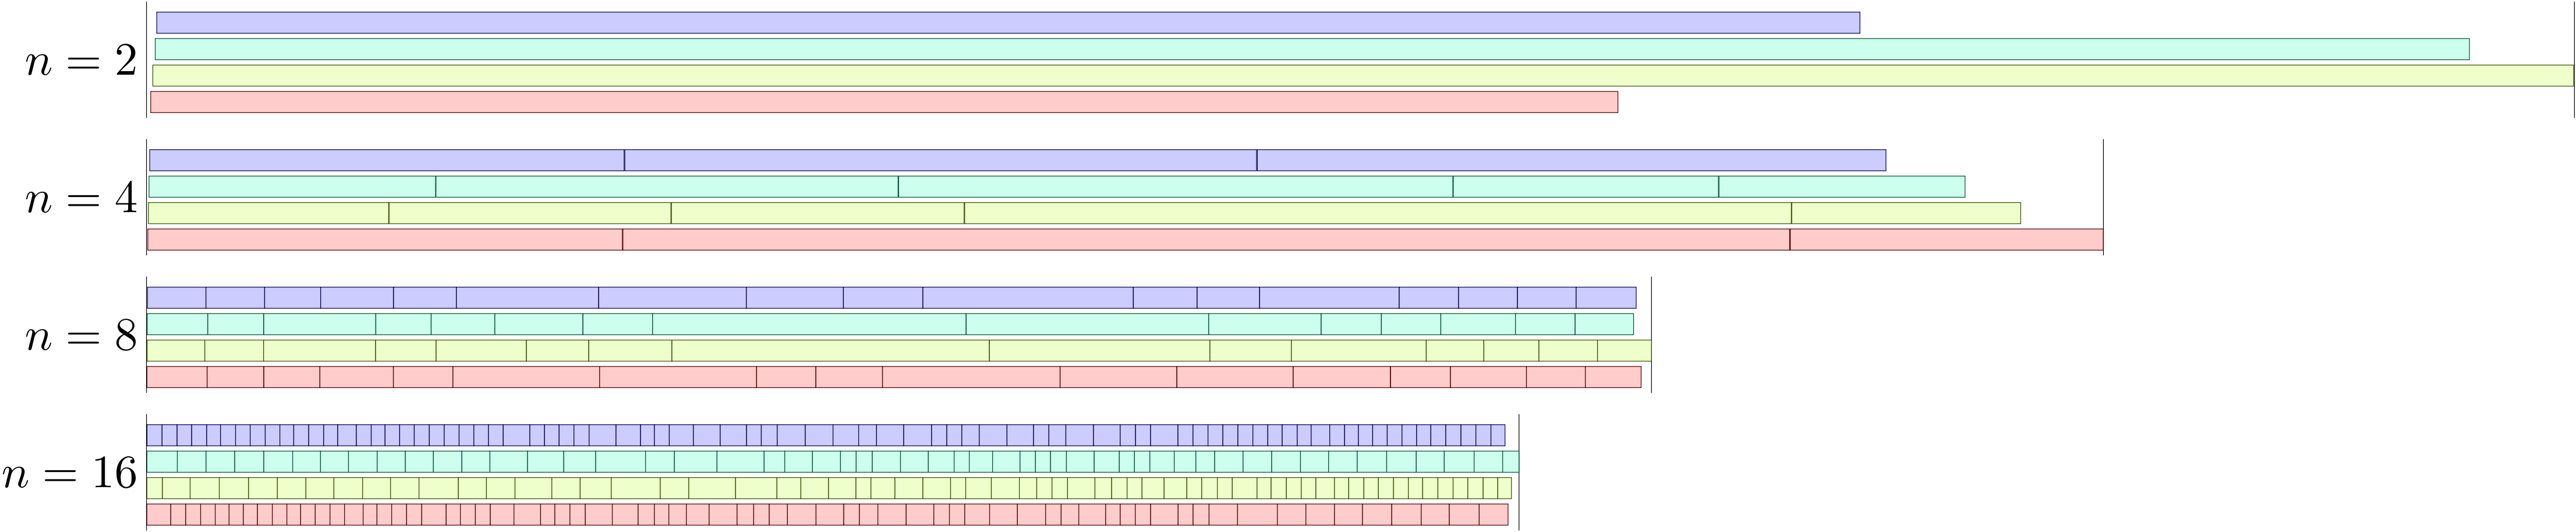 n = 2
n = 4
n = 8
n = 16